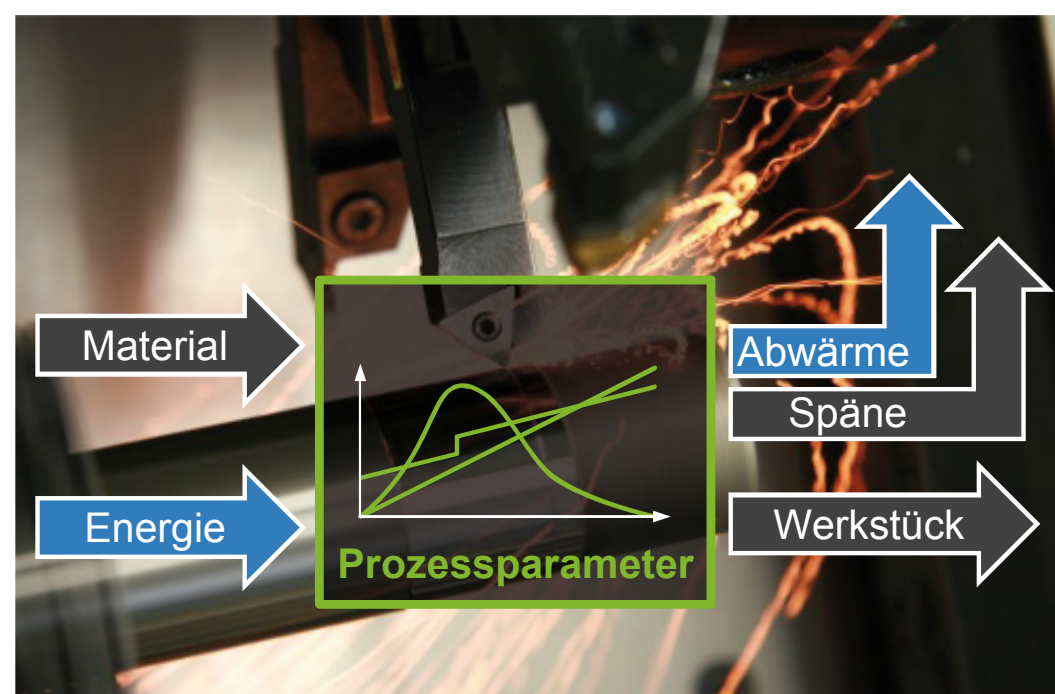 Material
Energie
Prozessparameter
Abwärme
Späne
Werkstück